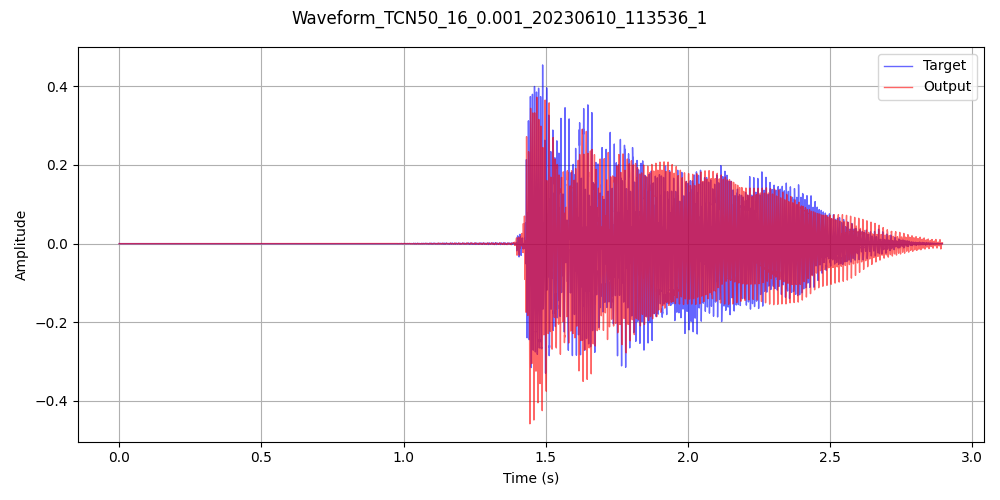 Waveform_TCN50_16_0.001_20230610_113536_1
Target
Output
Amplitude
0.4
0.2
0.0
−0.2
−0.4
0.0 0.5 1.0 1.5 2.0 2.5 3.0
Time (s)